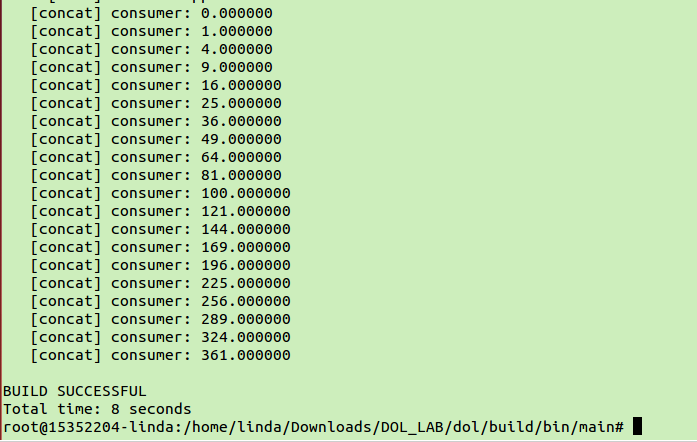 [concat] consumer: 0.000000
[concat] consumer: 1.000000
[concat] consumer: 4.000000
[concat] consumer: 9.000000
[concat] consumer: 16.000000
[concat] consumer: 25.000000
[concat] consumer: 36.000000
[concat] consumer: 49.000000
[concat] consumer: 64.000000
[concat] consumer: 81.000000
[concat] consumer: 100.000000
[concat] consumer: 121.000000
[concat] consumer: 144.000000
[concat] consumer: 169.000000
[concat] consumer: 196.000000
[concat] consumer: 225.000000
[concat] consumer: 256.000000
[concat] consumer: 289.000000
[concat] consumer: 324.000000
[concat] consumer: 361.000000
BUILD SUCCESSFUL
Total time: 8 seconds
root@15352204-linda:/home/linda/Downloads/DOL_LAB/dol/build/bin/main#